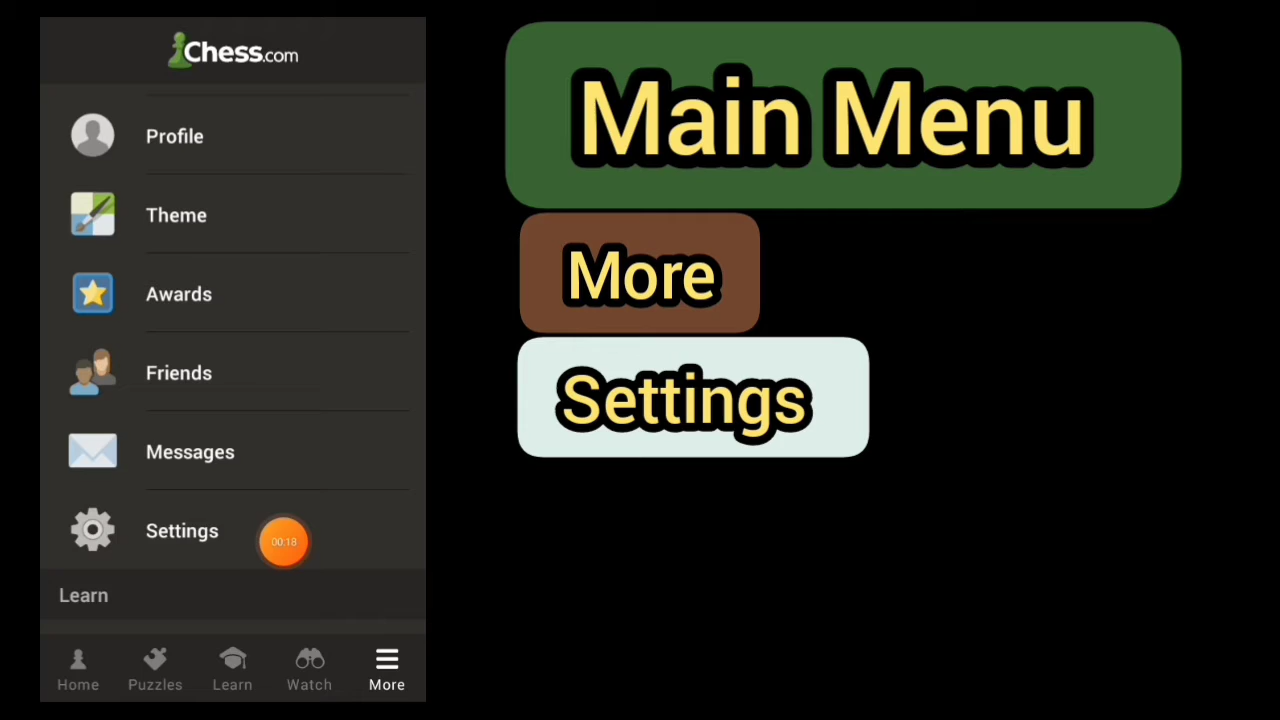 Chess.com
Profile
Theme
Awards
Friends
Messages
Settings
00:18
Learn
Home
Puzzles
Learn
Watch
More
Main Menu
More
Settings